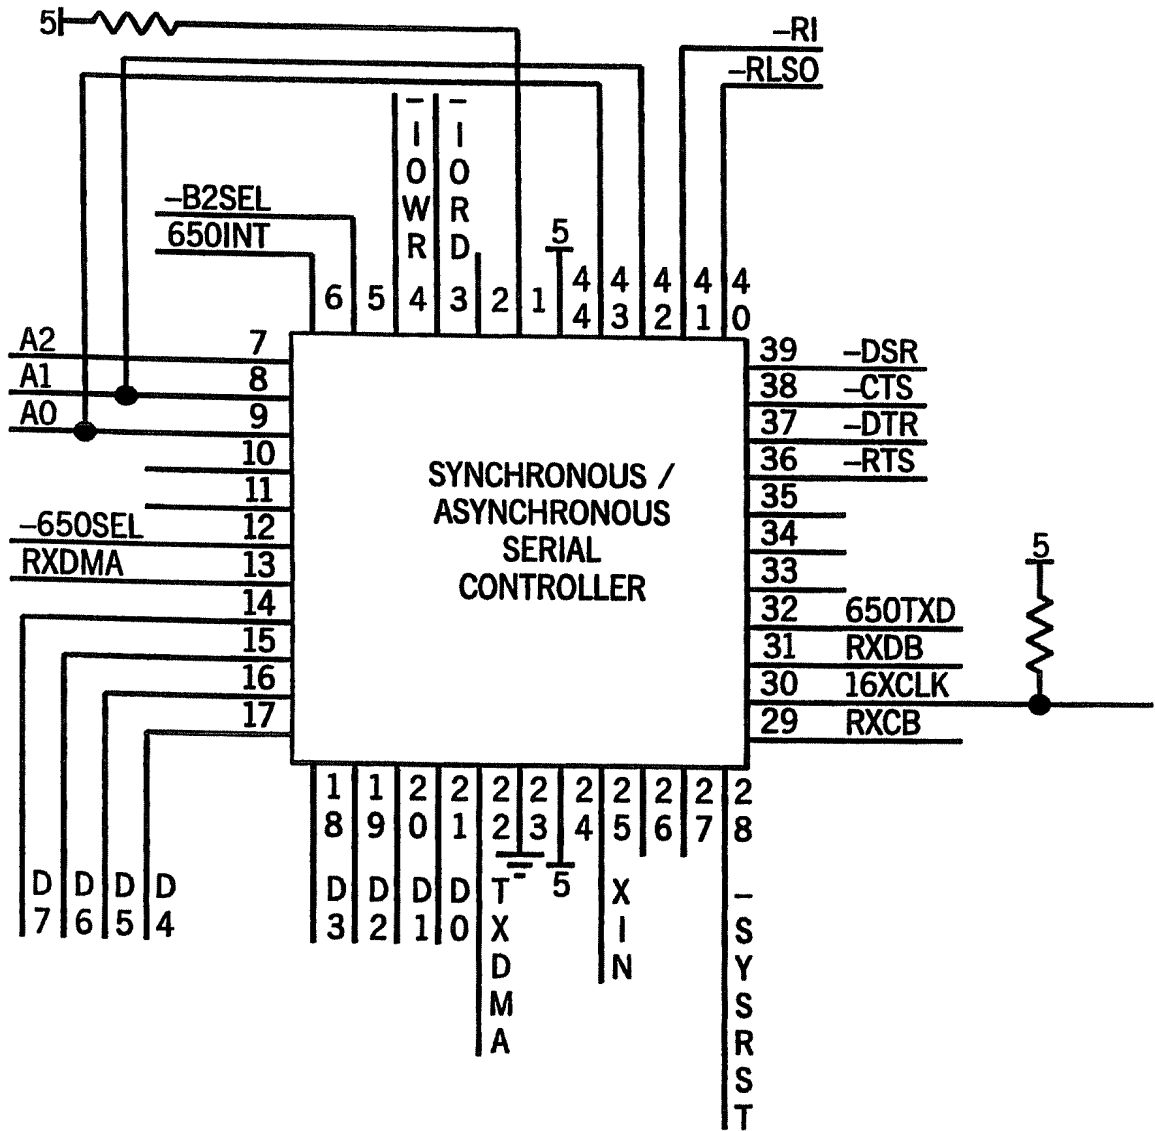 5
-RI
-RLSO
-IOWR
-IORD
-B2SEL
650INT
5
6 5 4 3 2 1 44 43 42 41 40
A2 7
A1 8
A0 9
10
11
-650SEL 12
RXDMA 13
14
15
16
17
SYNCHRONOUS /
ASYNCHRONOUS
SERIAL
CONTROLLER
39 -DSR
38 -CTS
37 -DTR
36 -RTS
35
34
33
32 650TXD
31 RXDB
30 16XCLK
29 RXCB
5
18 19 20 21 22 23 24 25 26 27 28
D7 D6 D5 D4
D3 D2 D1 D0
TXDMA
5
XIN
-SYSRST